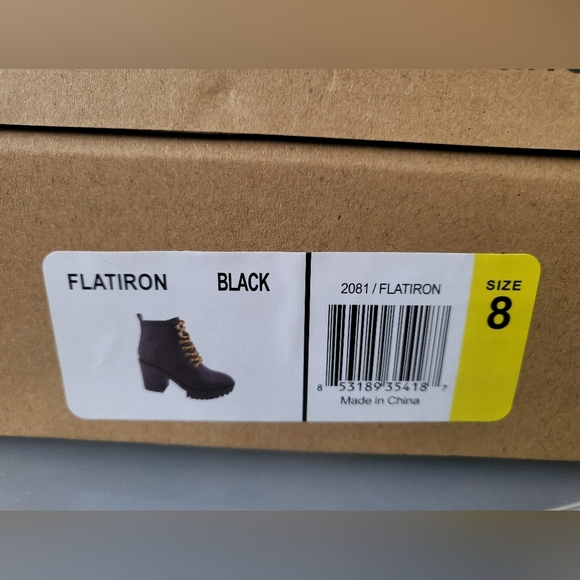 FLATIRON BLACK
2081 / FLATIRON
8 53189 35418 7
Made in China
SIZE
8